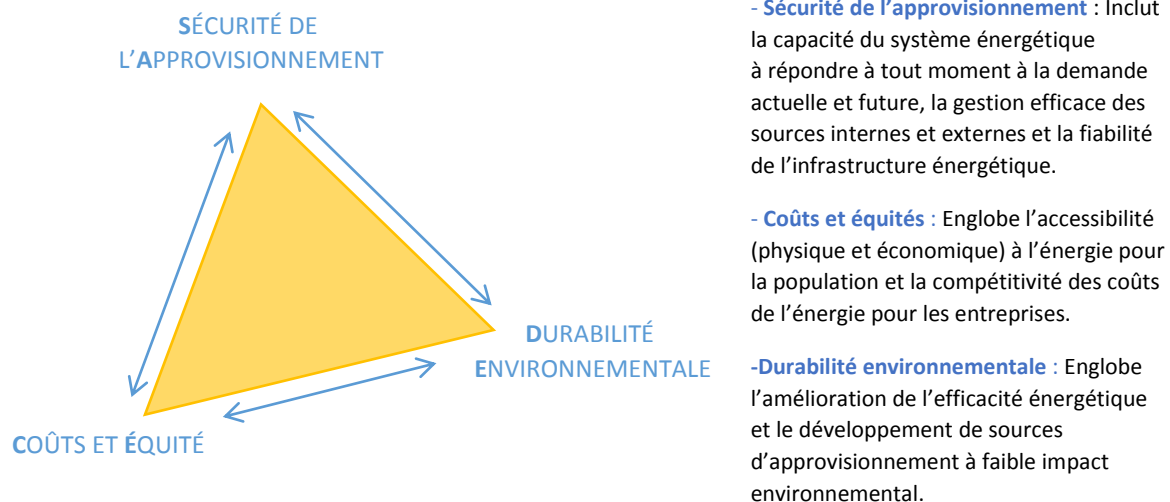 SÉCURITÉ DE
L’APPROVISIONNEMENT
DURABILITÉ
ENVIRONNEMENTALE
COÛTS ET ÉQUITÉ
- Sécurité de l’approvisionnement : Inclut
la capacité du système énergétique
à répondre à tout moment à la demande
actuelle et future, la gestion efficace des
sources internes et externes et la fiabilité
de l’infrastructure énergétique.
- Coûts et équités : Englobe l’accessibilité
(physique et économique) à l’énergie pour
la population et la compétitivité des coûts
de l’énergie pour les entreprises.
-Durabilité environnementale : Englobe
l’amélioration de l’efficacité énergétique
et le développement de sources
d’approvisionnement à faible impact
environnemental.